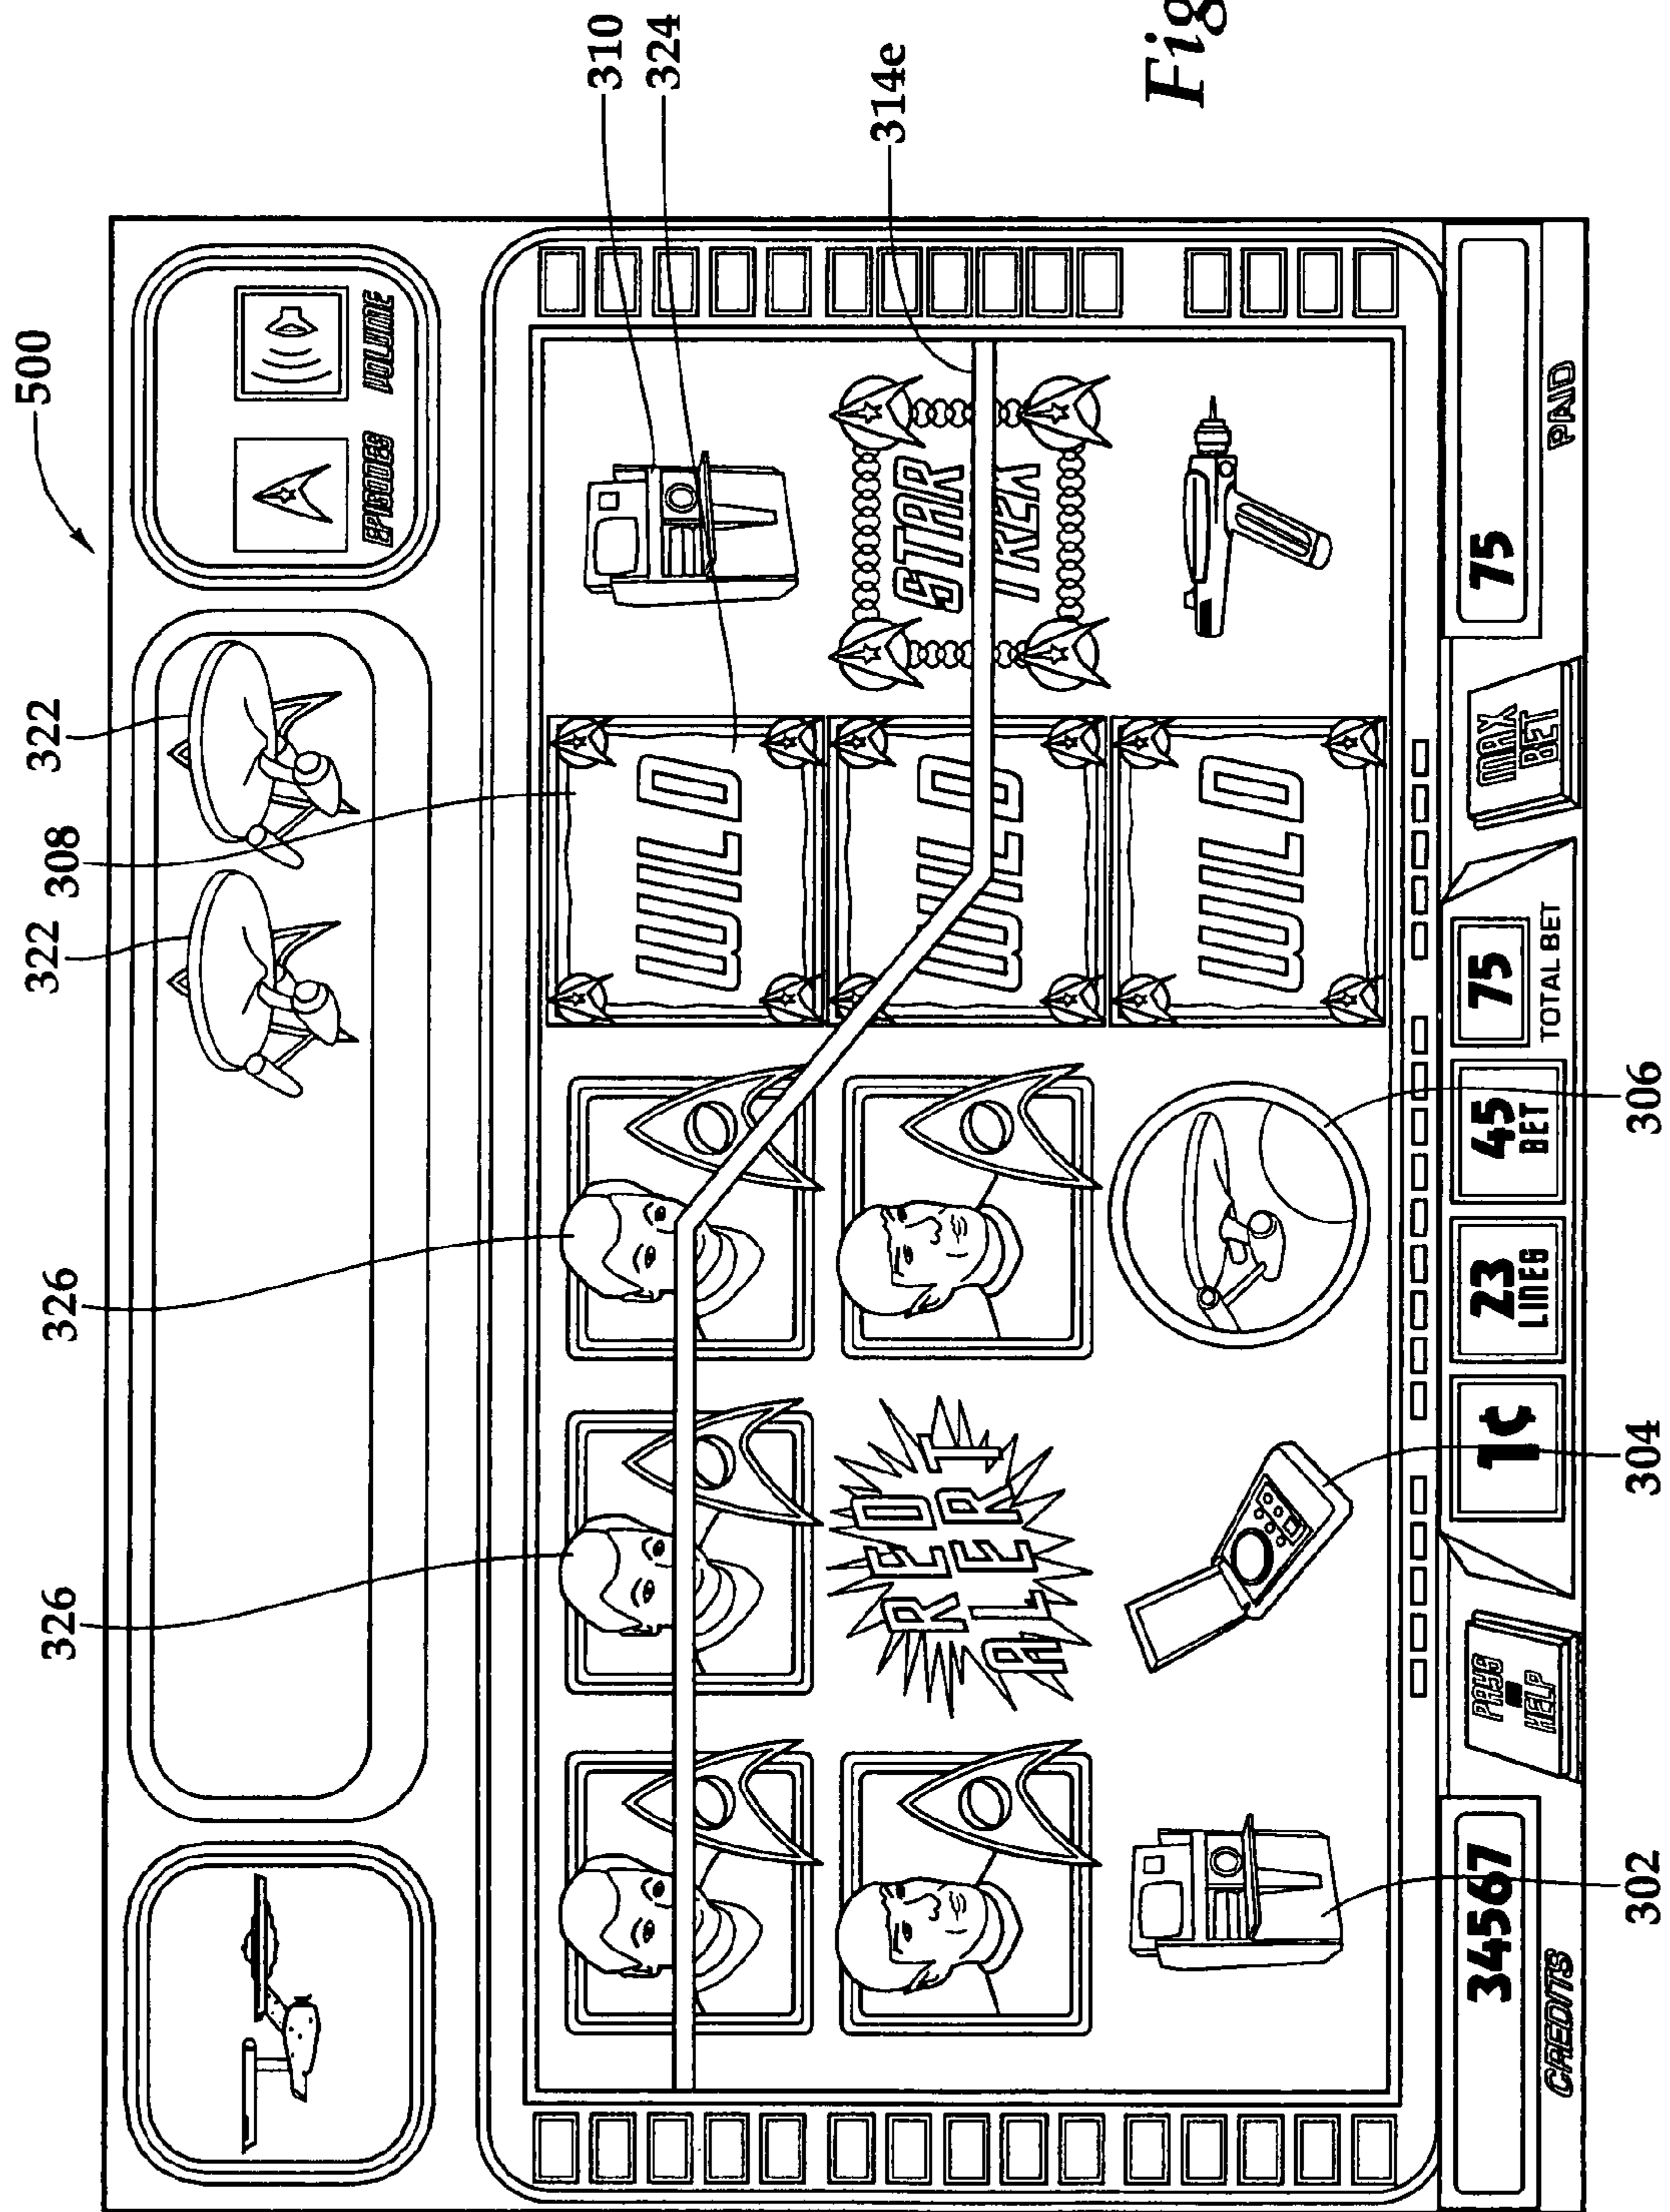 500
326 326 322 308 322
EPISODES VOLUME
310
324
WILD
314e
RED
ALERT
WILD
STAR
TREK
Fig
WILD
34567
CREDITS
PAYS
HELP
1¢
23
LINES
45
BET
75
TOTAL BET
MAX
BET
75
PAID
302 304 306